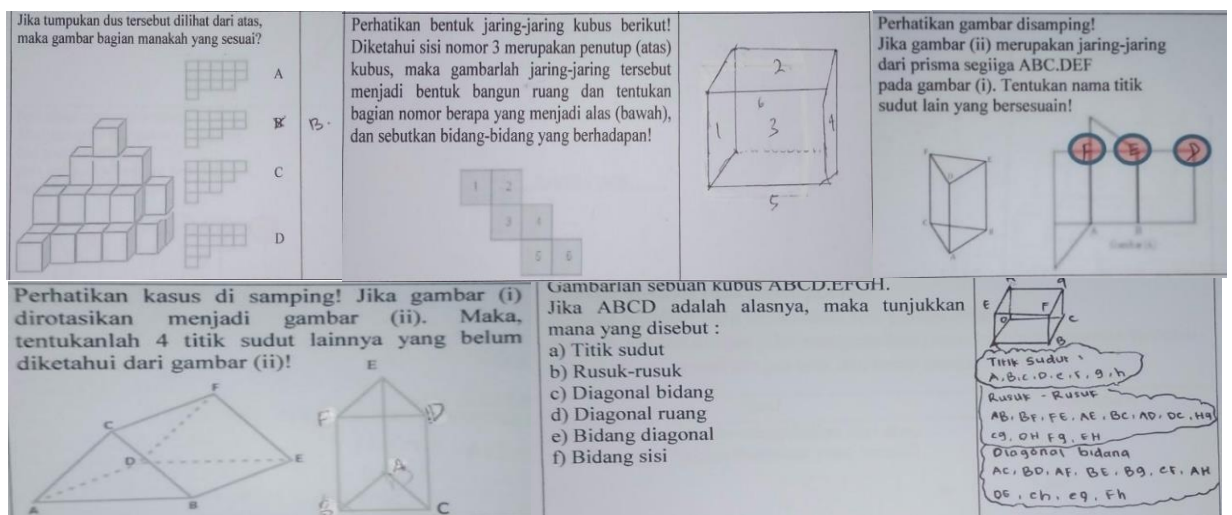 Jika tumpukan dus tersebut dilihat dari atas,
maka gambar bagian manakah yang sesuai?
A
B
C
D
B.
Perhatikan bentuk jaring-jaring kubus berikut!
Diketahui sisi nomor 3 merupakan penutup (atas)
kubus, maka gambarlah jaring-jaring tersebut
menjadi bentuk bangun ruang dan tentukan
bagian nomor berapa yang menjadi alas (bawah),
dan sebutkan bidang-bidang yang berhadapan!
1 2
3 4
5 6
2
6
1 3 4
5
Perhatikan gambar disamping!
Jika gambar (ii) merupakan jaring-jaring
dari prisma segiiga ABC.DEF
pada gambar (i). Tentukan nama titik
sudut lain yang bersesuain!
F E D
A B
Perhatikan kasus di samping! Jika gambar (i)
dirotasikan menjadi gambar (ii). Maka,
tentukanlah 4 titik sudut lainnya yang belum
diketahui dari gambar (ii)!
F
C
D E
A B
E
F D
A
B C
Gambarlah sebuah kubus ABCD.EFGH.
Jika ABCD adalah alasnya, maka tunjukkan
mana yang disebut :
a) Titik sudut
b) Rusuk-rusuk
c) Diagonal bidang
d) Diagonal ruang
e) Bidang diagonal
f) Bidang sisi
E F
D C
A B
Titik Sudut :
A,B,c,D,e,f,g,h
Rusuk - Rusuk
AB, BF, FE, AE, BC, AD, DC, Hg
cg, DH Fg, EH
Diagonal bidang
AC, BD, AF, BE, Bg, cF, AH
DE, ch, eg, Fh